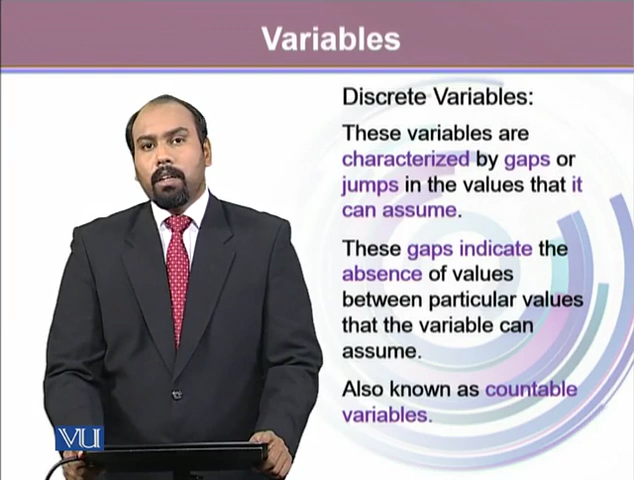 Variables
Discrete Variables:
These variables are
characterized by gaps or
jumps in the values that it
can assume.
These gaps indicate the
absence of values
between particular values
that the variable can
assume.
Also known as countable
variables.
VU